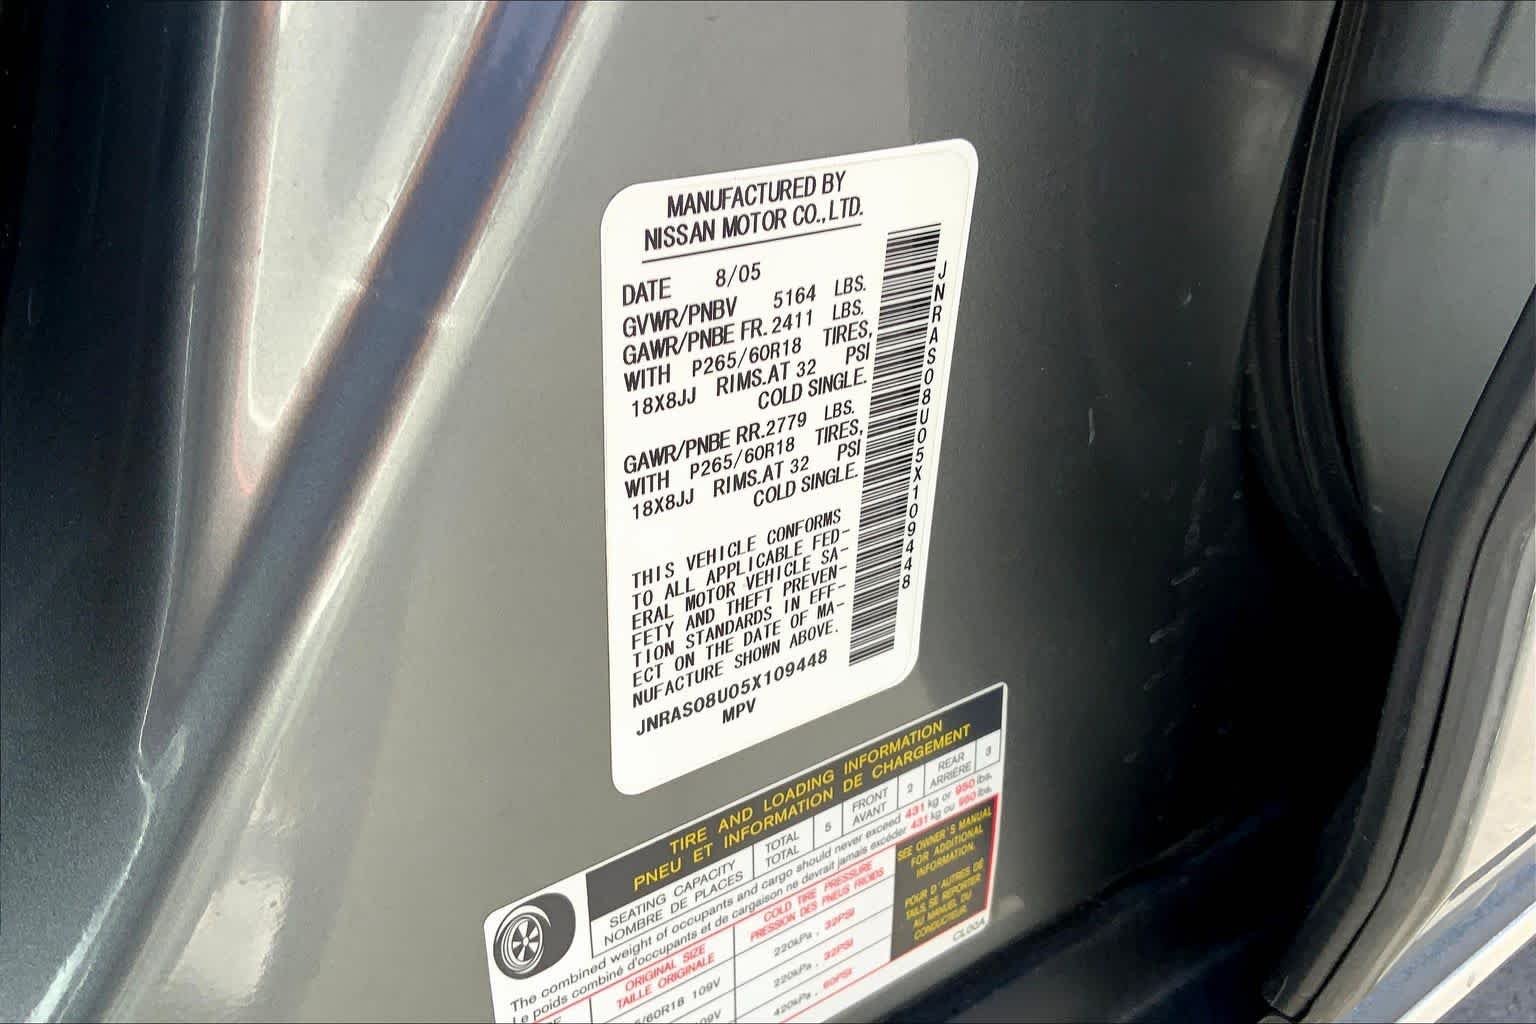 MANUFACTURED BY
NISSAN MOTOR CO., LTD.
DATE 8/05
GVWR/PNBV 5164 LBS.
GAWR/PNBE FR. 2411 LBS.
WITH P265/60R18 TIRES,
18X8JJ RIMS. AT 32 PSI
COLD SINGLE.
GAWR/PNBE RR. 2779 LBS.
WITH P265/60R18 TIRES,
18X8JJ RIMS. AT 32 PSI
COLD SINGLE.
THIS VEHICLE CONFORMS
TO ALL APPLICABLE FED-
ERAL MOTOR VEHICLE SA-
FETY AND THEFT PREVEN-
TION STANDARDS IN EFF-
ECT ON THE DATE OF MA-
NUFACTURE SHOWN ABOVE.
JNRAS08U05X109448
MPV
JNRAS08U05X109448
TIRE AND LOADING INFORMATION
PNEU ET INFORMATION DE CHARGEMENT
SEATING CAPACITY
NOMBRE DE PLACES
TOTAL
TOTAL
5
FRONT
AVANT
2
REAR
ARRIÈRE
3
The combined weight of occupants and cargo should never exceed 431 kg or 950 lbs.
Le poids combiné d'occupants et de cargaison ne devrait jamais excéder 431 kg ou 950 lbs.
ORIGINAL SIZE
TAILLE ORIGINALE
COLD TIRE PRESSURE
PRESSION DES PNEUS FROIDS
/60R18 109V
220kPa, 32PSI
109V
220kPa, 32PSI
420kPa, 60PSI
SEE OWNER'S MANUAL
FOR ADDITIONAL
INFORMATION.
POUR D'AUTRES DE
TAILS, SE REPORTER
AU MANUEL DU
CONDUCTEUR.
CL00A